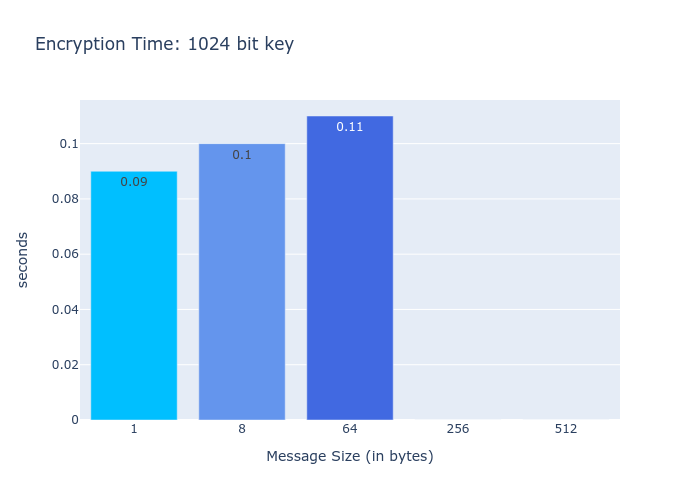 Encryption Time: 1024 bit key
0.11
0.1
0.1
0.09
0.08
0.06
0.04
0.02
0
seconds
1 8 64 256 512
Message Size (in bytes)